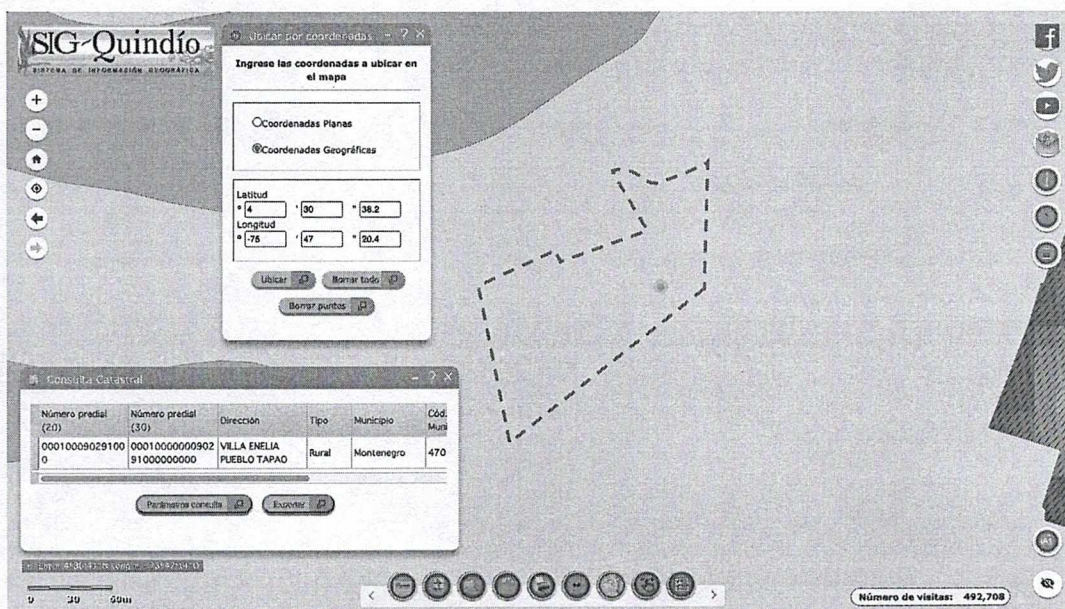 SIG-Quindío
SISTEMA DE INFORMACIÓN GEOGRÁFICA
Ubicar por coordenadas - ? X
Ingrese las coordenadas a ubicar en
el mapa
Coordenadas Planas
Coordenadas Geográficas
Latitud
° 4 ' 30 " 38.2
Longitud
° -75 ' 47 " 20.4
Ubicar Borrar todo
Borrar puntos
Consulta Catastral - ? X
Número predial (20) Número predial (30) Dirección Tipo Municipio Cód. Muni
00010009029100 00010000000902 VILLA ENELIA Rural Montenegro 470
0 91000000000 PUEBLO TAPAO
Parámetros consulta Exportar
0 30 60m
Número de visitas: 492,708